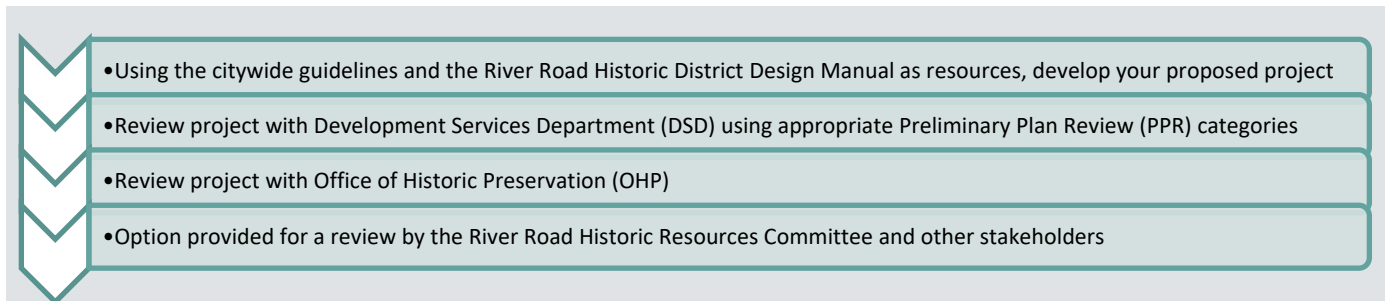 •Using the citywide guidelines and the River Road Historic District Design Manual as resources, develop your proposed project
•Review project with Development Services Department (DSD) using appropriate Preliminary Plan Review (PPR) categories
•Review project with Office of Historic Preservation (OHP)
•Option provided for a review by the River Road Historic Resources Committee and other stakeholders